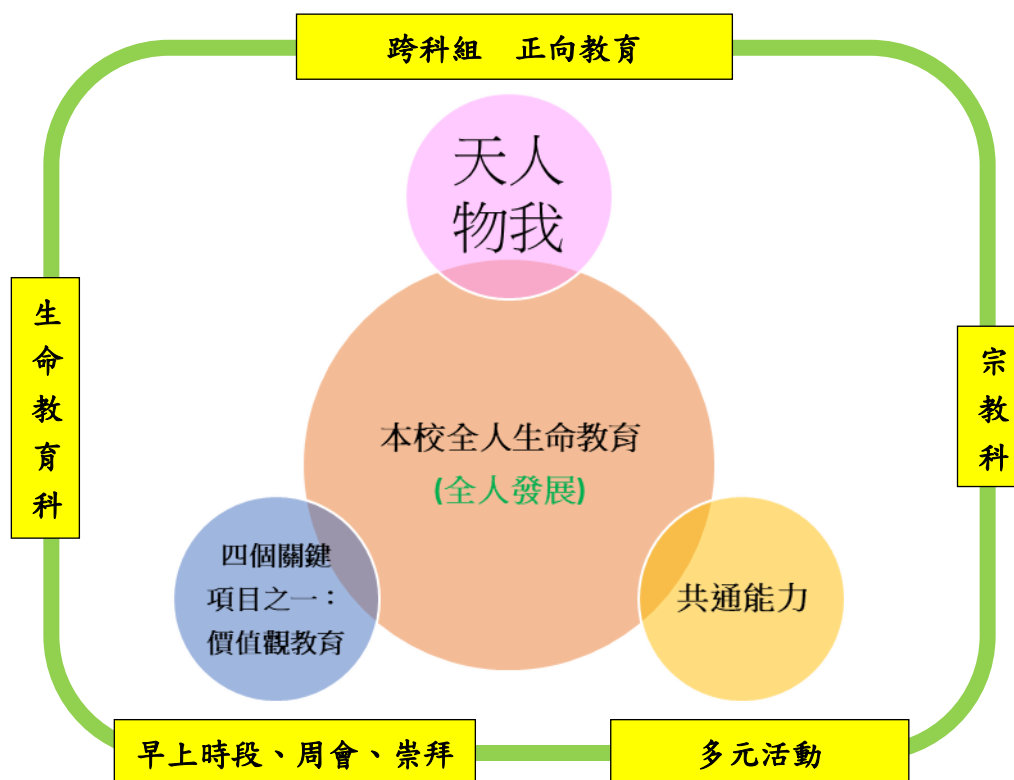 跨科組　正向教育
天人
物我
生命教育科
宗教科
本校全人生命教育
(全人發展)
四個關鍵
項目之一：
價值觀教育
共通能力
早上時段、周會、崇拜
多元活動